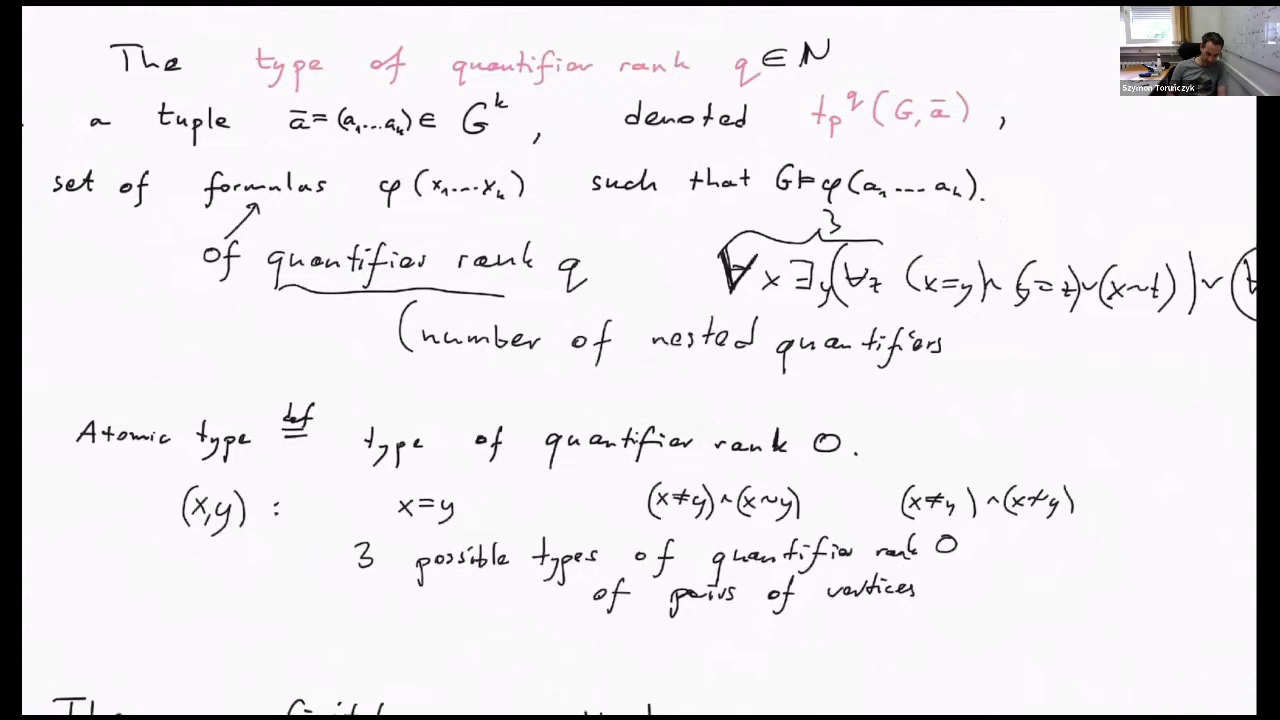 The type of quantifier rank q ∈ N
a tuple ā = (a₁...aₖ) ∈ Gᵏ, denoted tp^q(G, ā),
set of formulas φ(x₁...xₖ) such that G⊨φ(a₁...aₖ).
3
of quantifier rank q ∀x ∃y(∀z (x=y)∧(y=z)∨(x~z))∨(∀
(number of nested quantifiers
Atomic type ≝ type of quantifier rank 0.
(x,y): x=y (x≠y)∧(x~y) (x≠y)∧(x≁y)
3 possible types of quantifier rank 0
of pairs of vertices
Szymon Toruńczyk